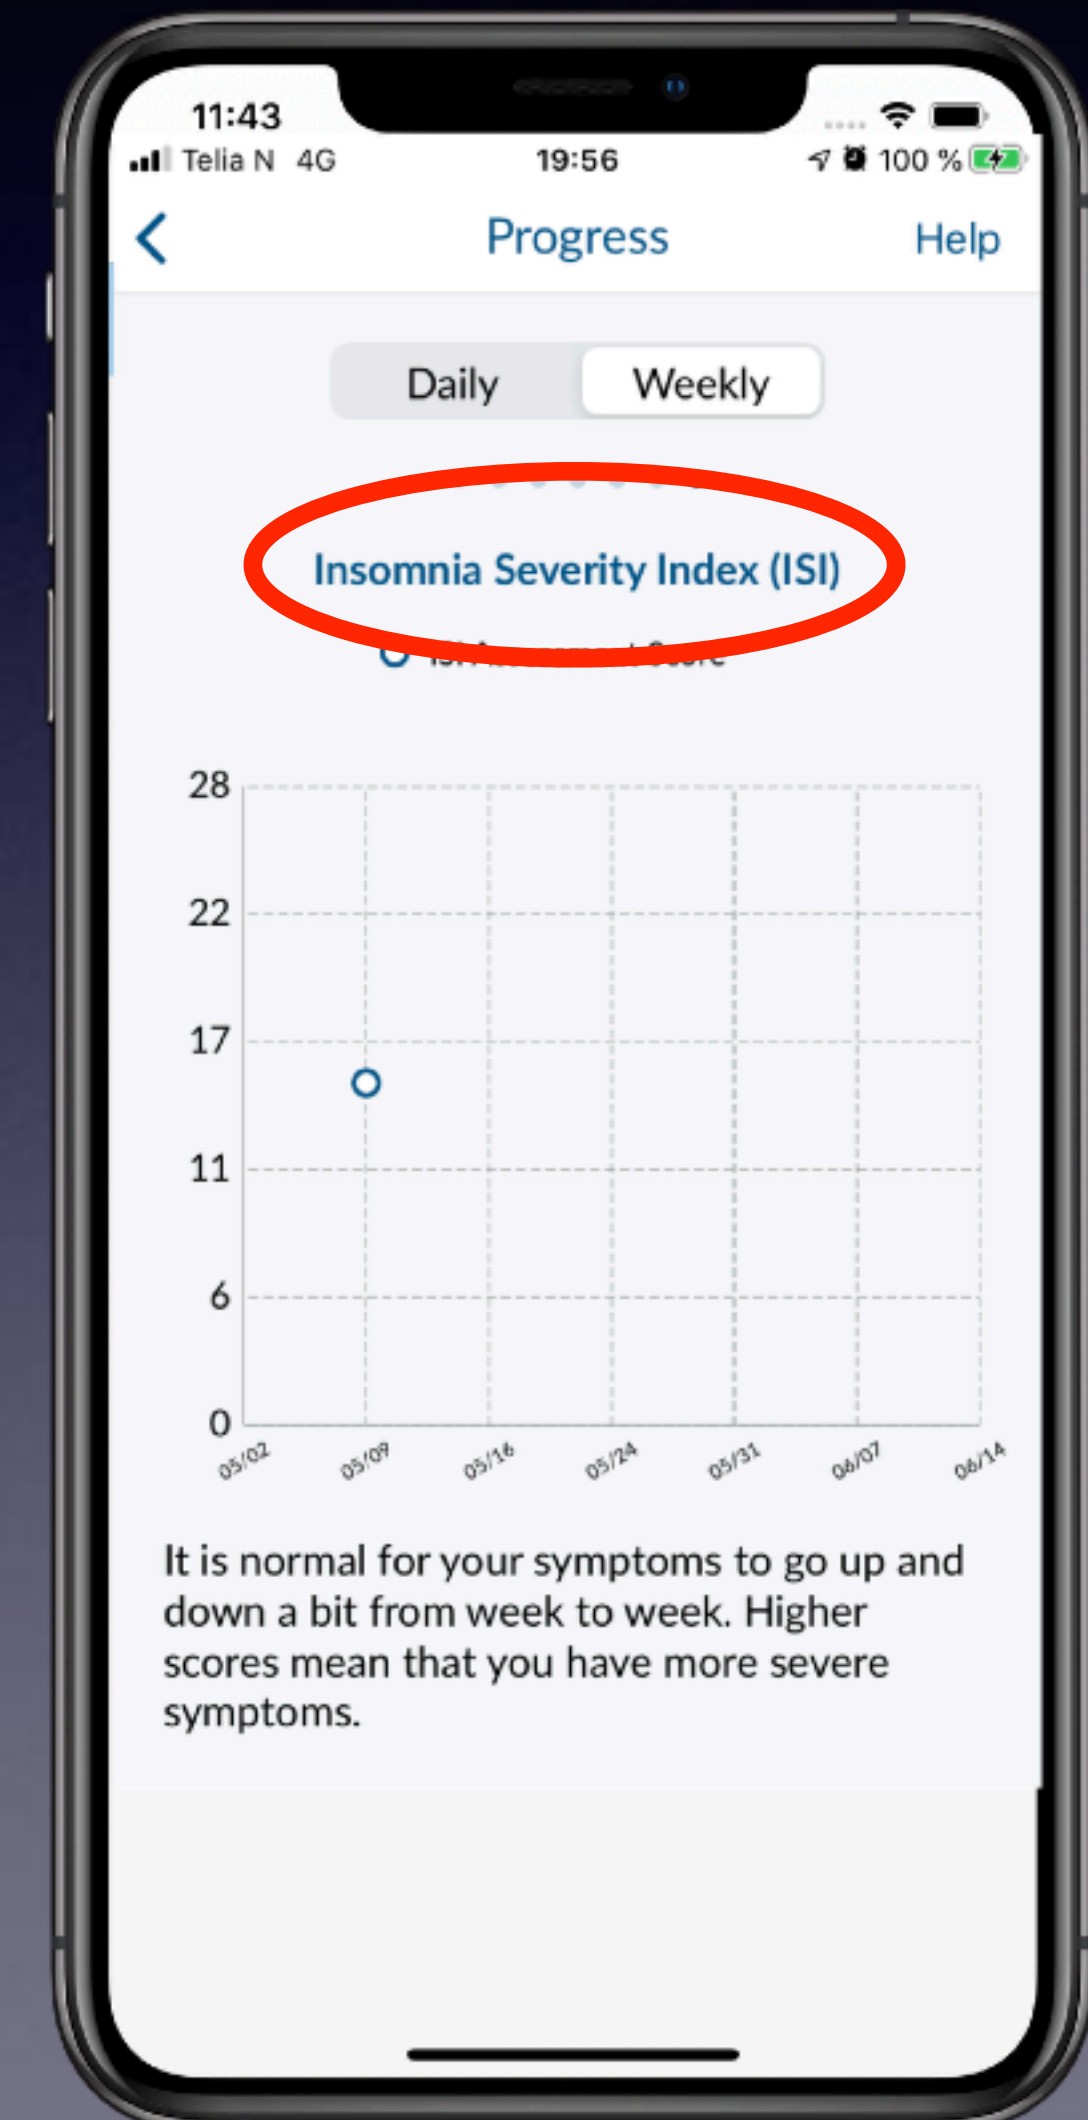 11:43
Telia N 4G 19:56 100 %
Progress Help
Daily Weekly
Insomnia Severity Index (ISI)
28
22
17
11
6
0
05/02 05/09 05/16 05/24 05/31 06/07 06/14
It is normal for your symptoms to go up and
down a bit from week to week. Higher
scores mean that you have more severe
symptoms.